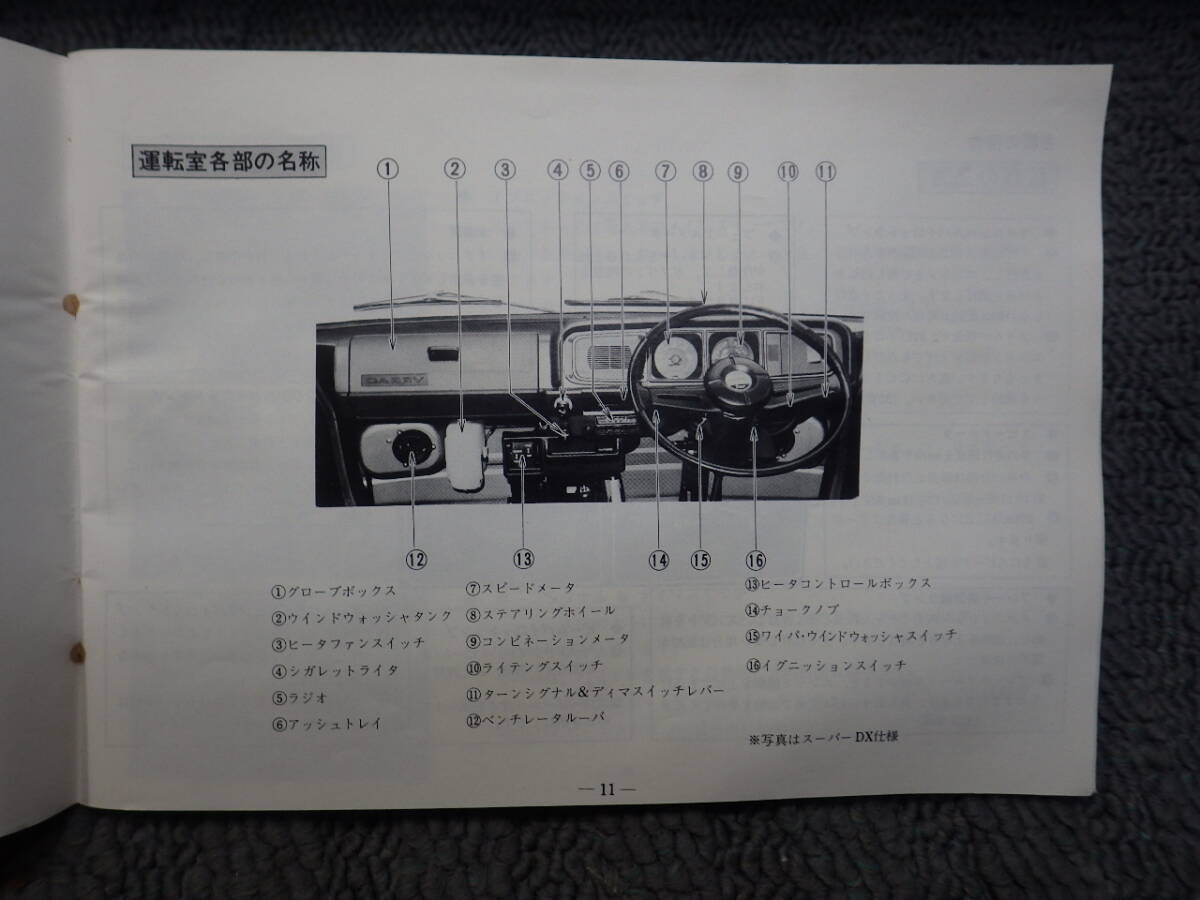 運転室各部の名称
① ② ③ ④ ⑤ ⑥ ⑦ ⑧ ⑨ ⑩ ⑪
⑫ ⑬ ⑭ ⑮ ⑯
①グローブボックス
②ウインドウォッシャタンク
③ヒータファンスイッチ
④シガレットライタ
⑤ラジオ
⑥アッシュトレイ
⑦スピードメータ
⑧ステアリングホイール
⑨コンビネーションメータ
⑩ライテングスイッチ
⑪ターンシグナル&ディマスイッチレバー
⑫ベンチレータルーバ
⑬ヒータコントロールボックス
⑭チョークノブ
⑮ワイパ・ウインドウォッシャスイッチ
⑯イグニッションスイッチ
※写真はスーパーDX仕様
— 11 —